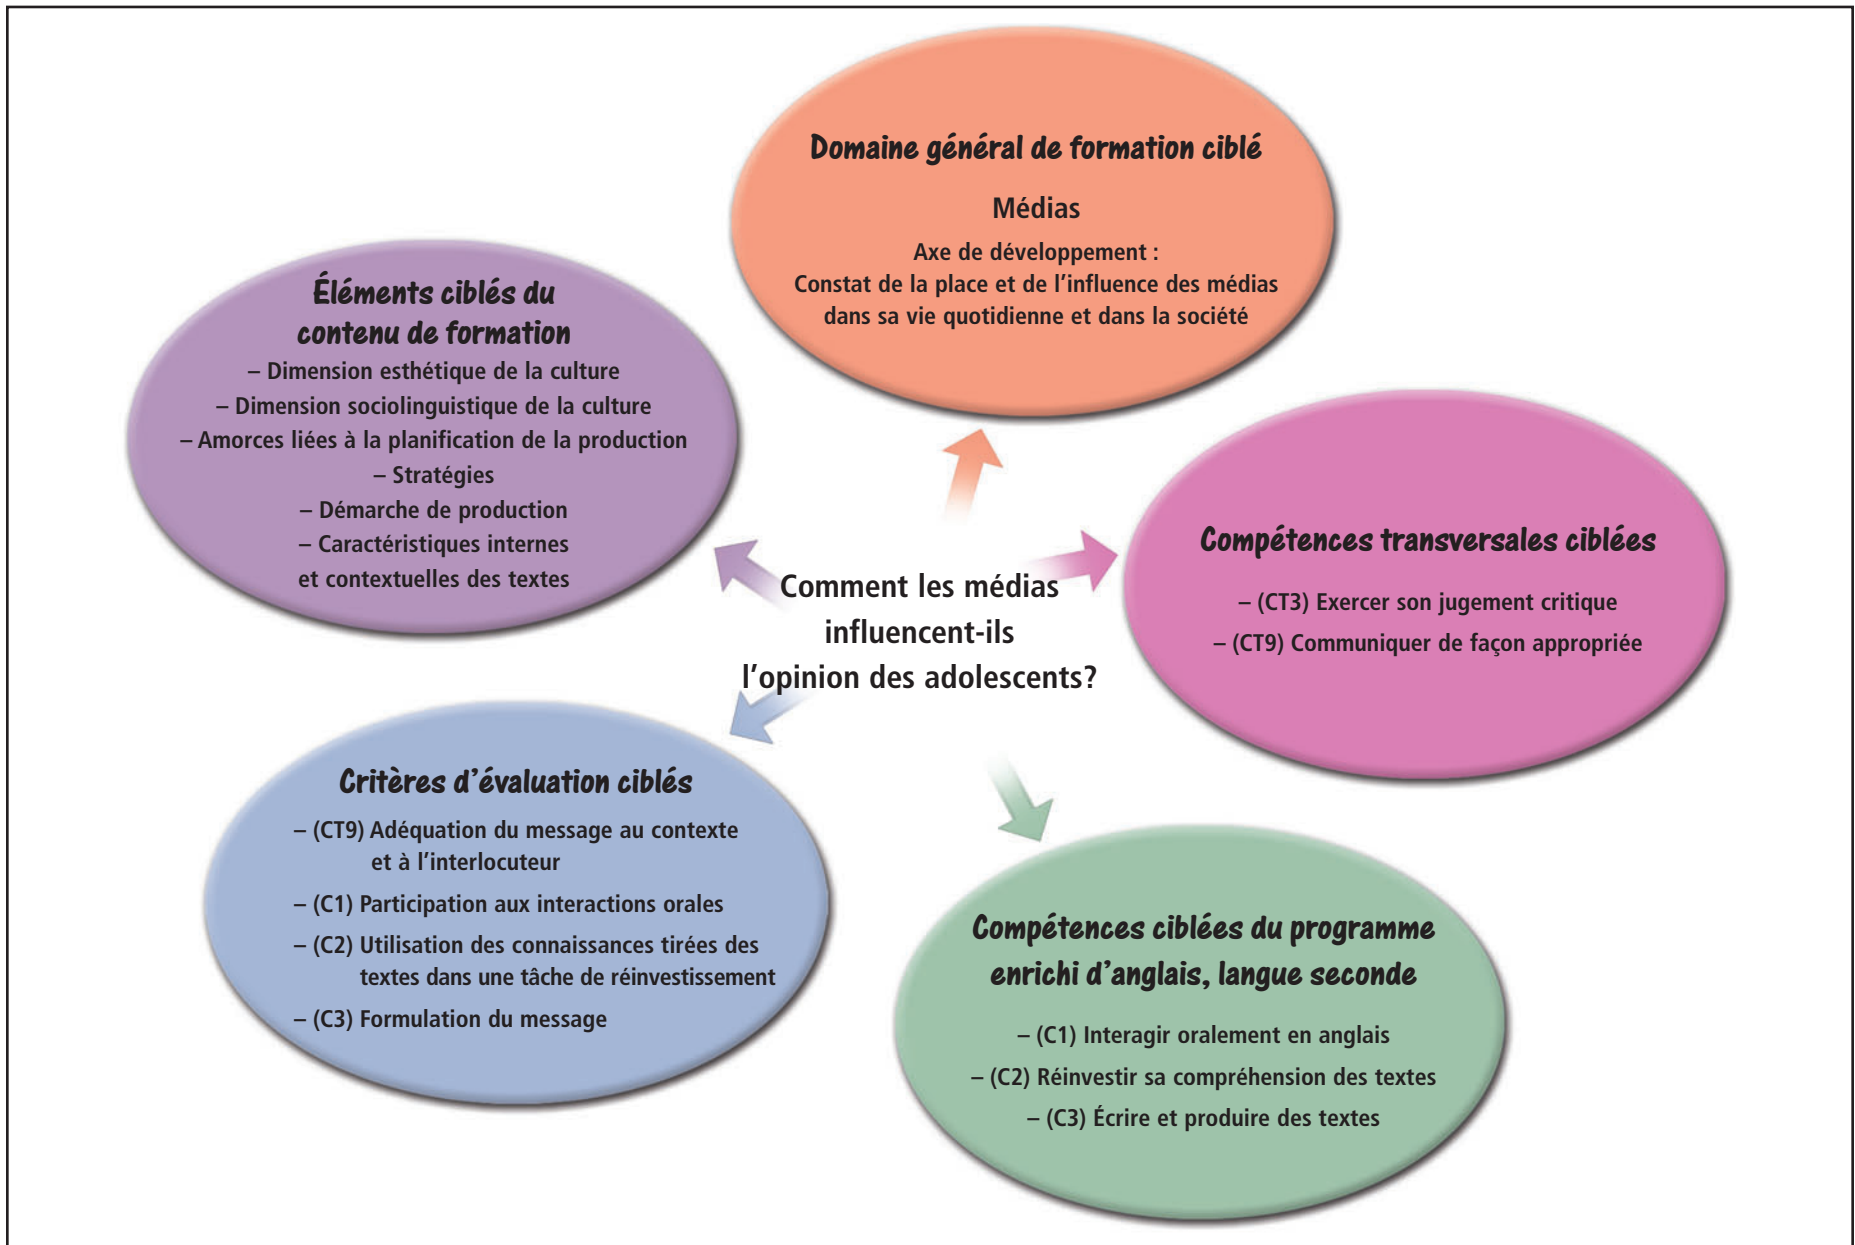 Domaine général de formation ciblé
Médias
Axe de développement :
Constat de la place et de l'influence des médias
dans sa vie quotidienne et dans la société
Éléments ciblés du
contenu de formation
– Dimension esthétique de la culture
– Dimension sociolinguistique de la culture
– Amorces liées à la planification de la production
– Stratégies
– Démarche de production
– Caractéristiques internes
et contextuelles des textes
Compétences transversales ciblées
– (CT3) Exercer son jugement critique
– (CT9) Communiquer de façon appropriée
Comment les médias
influencent-ils
l'opinion des adolescents?
Critères d'évaluation ciblés
– (CT9) Adéquation du message au contexte
et à l'interlocuteur
– (C1) Participation aux interactions orales
– (C2) Utilisation des connaissances tirées des
textes dans une tâche de réinvestissement
– (C3) Formulation du message
Compétences ciblées du programme
enrichi d'anglais, langue seconde
– (C1) Interagir oralement en anglais
– (C2) Réinvestir sa compréhension des textes
– (C3) Écrire et produire des textes